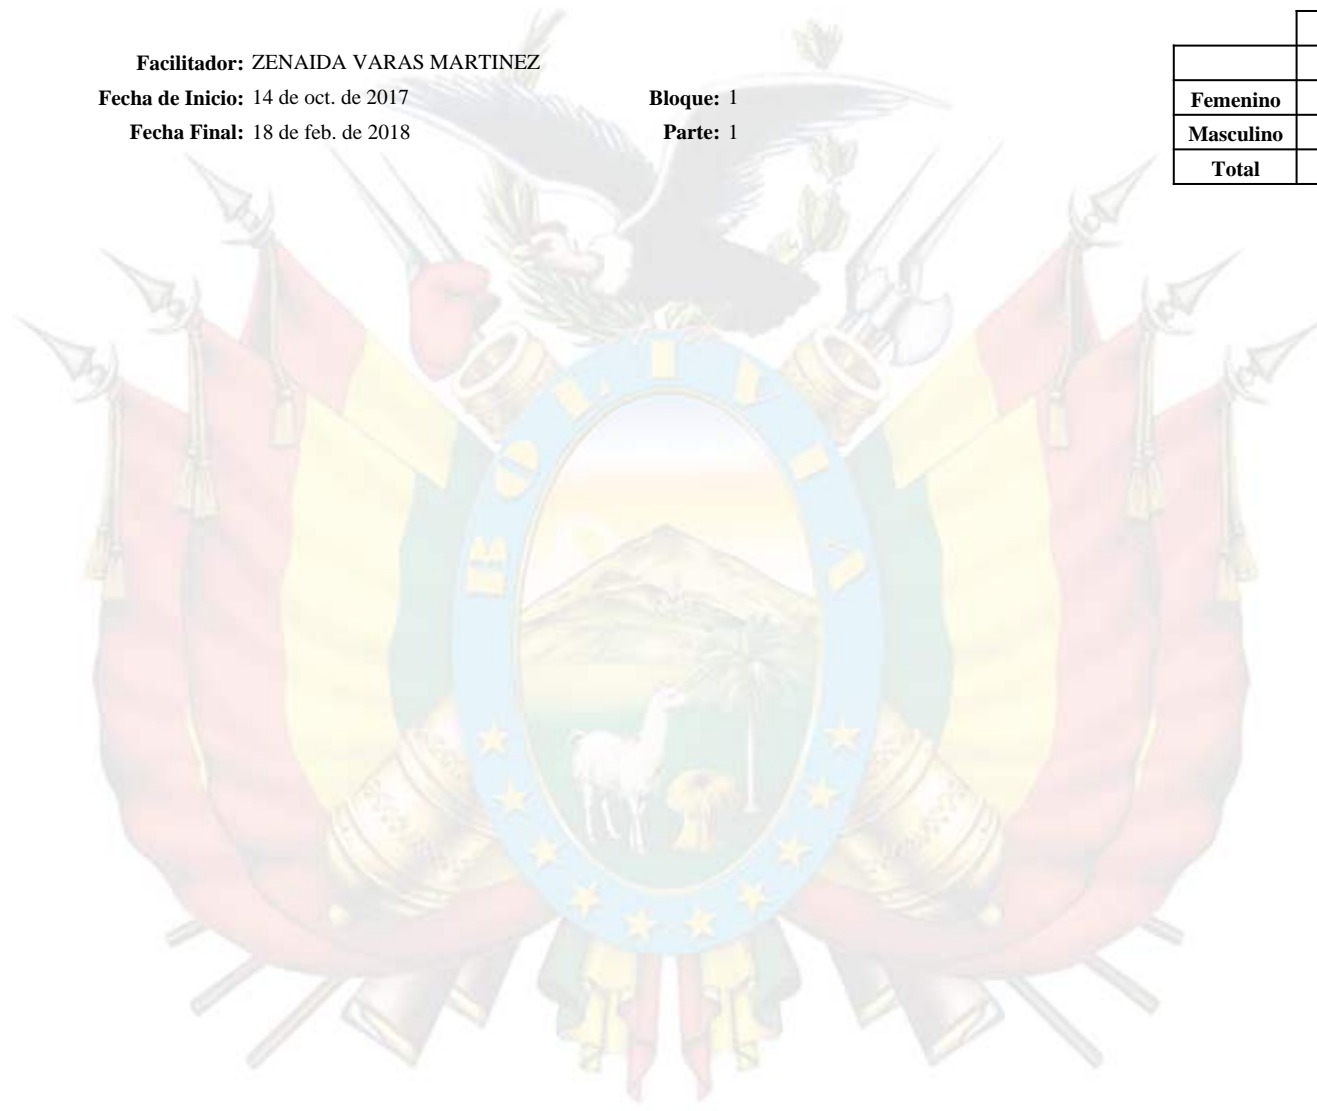 Facilitador: ZENAIDA VARAS MARTINEZ
Fecha de Inicio: 14 de oct. de 2017 Bloque: 1
Fecha Final: 18 de feb. de 2018 Parte: 1
Femenino
Masculino
Total
BOLIVIA